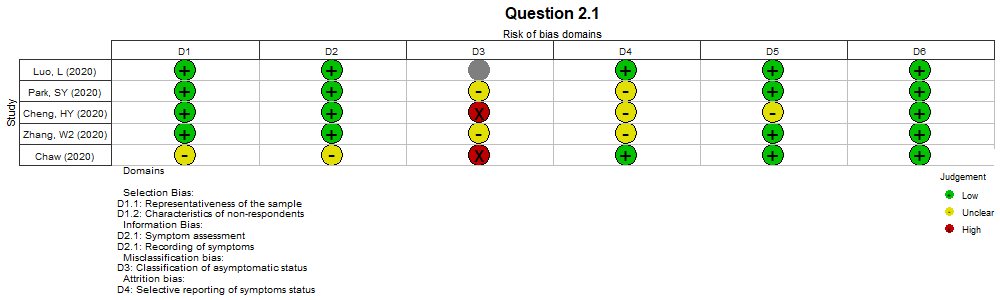 Question 2.1
Risk of bias domains
D1 D2 D3 D4 D5 D6
Study
Luo, L (2020) + + + + +
Park, SY (2020) + + - - + +
Cheng, HY (2020) + + X - - +
Zhang, W2 (2020) + + - - + +
Chaw (2020) - - X + + +
Domains
Selection Bias:
D1.1: Representativeness of the sample
D1.2: Characteristics of non-respondents
Information Bias:
D2.1: Symptom assessment
D2.1: Recording of symptoms
Misclassification bias:
D3: Classification of asymptomatic status
Attrition bias:
D4: Selective reporting of symptoms status
Judgement
+ Low
- Unclear
x High